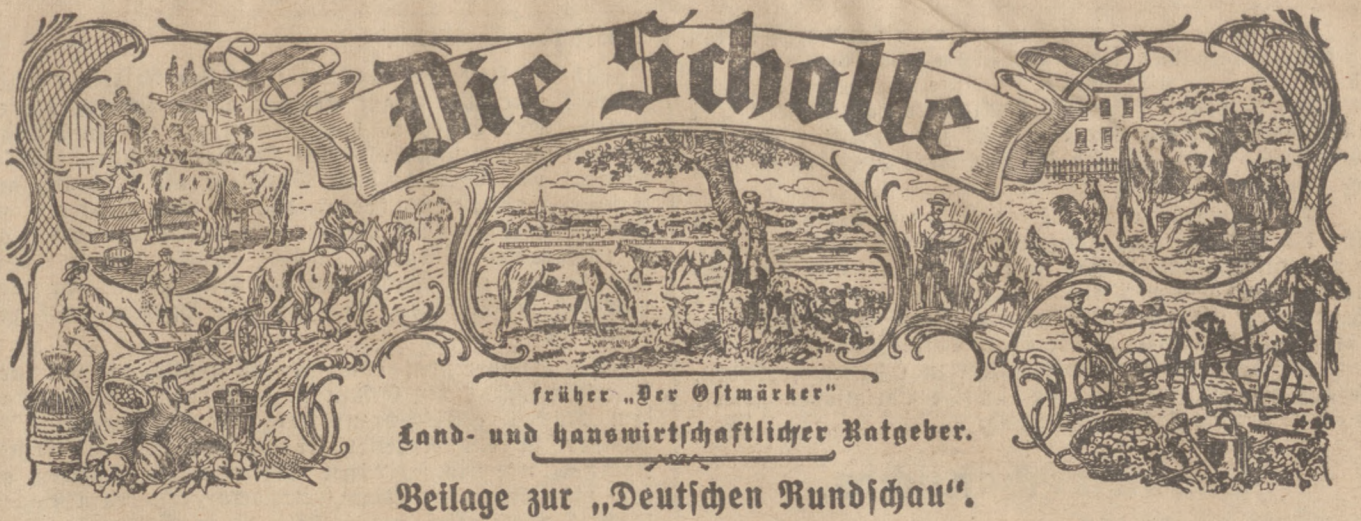 Die Scholle
früher „Der Ostmärker"
Land- und hauswirtschaftlicher Ratgeber.
Beilage zur „Deutschen Rundschau".